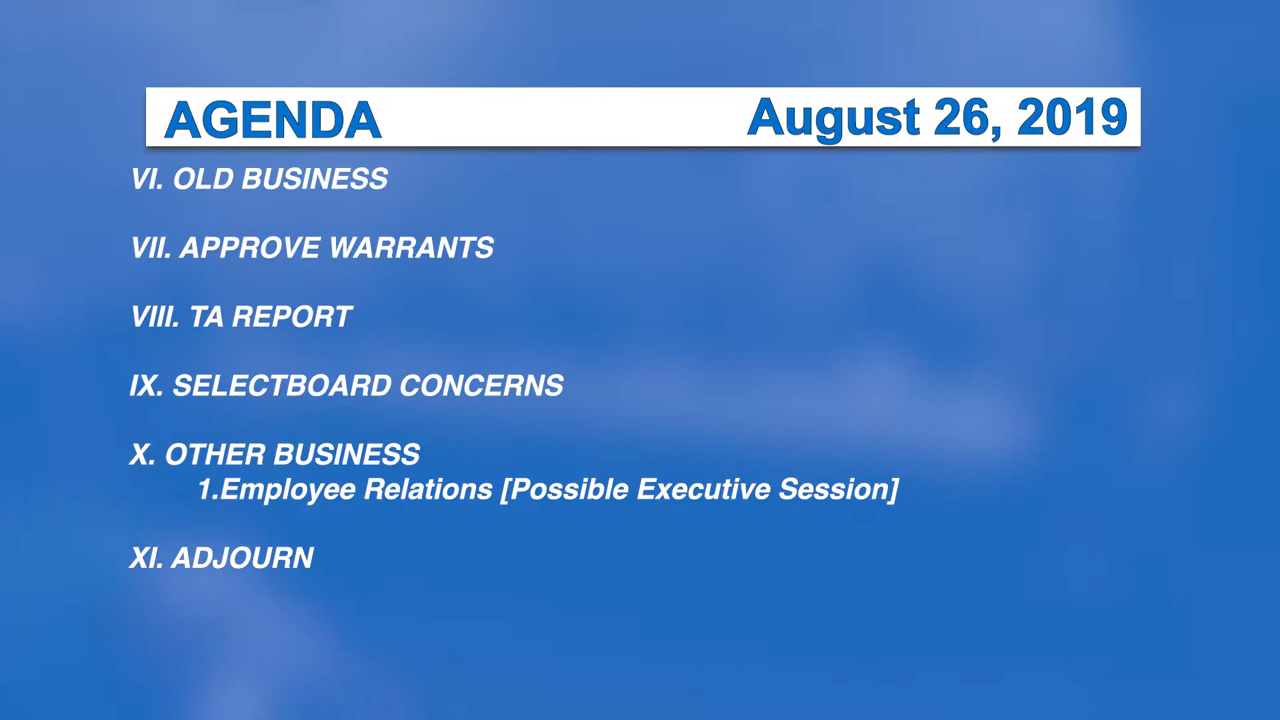 AGENDA August 26, 2019
VI. OLD BUSINESS
VII. APPROVE WARRANTS
VIII. TA REPORT
IX. SELECTBOARD CONCERNS
X. OTHER BUSINESS
1.Employee Relations [Possible Executive Session]
XI. ADJOURN